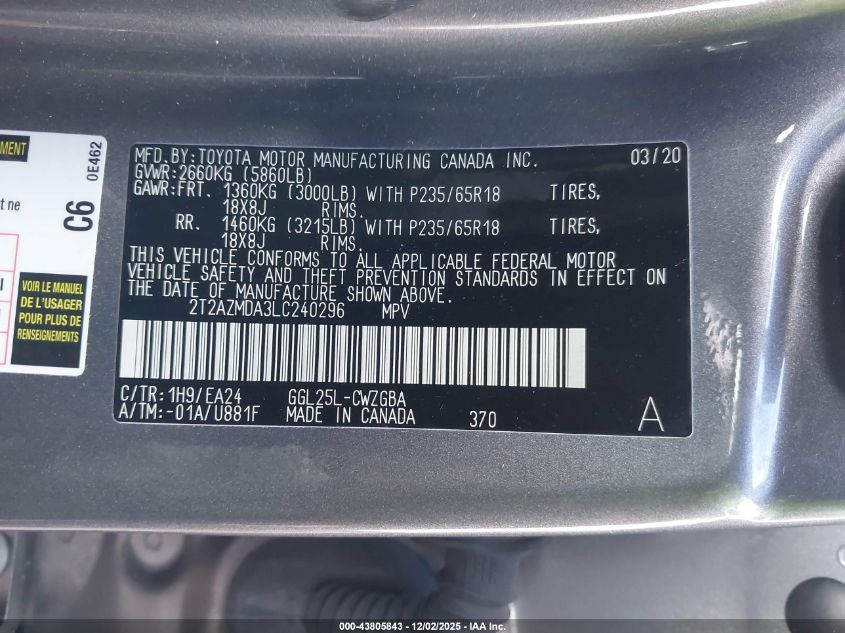 MENT
0E462
t ne
C6
I
VOIR LE MANUEL
DE L'USAGER
POUR PLUS DE
RENSEIGNEMENTS
MFD.BY:TOYOTA MOTOR MANUFACTURING CANADA INC. 03/20
GVWR:2660KG (5860LB)
GAWR:FRT. 1360KG (3000LB) WITH P235/65R18 TIRES,
18X8J RIMS.
RR. 1460KG (3215LB) WITH P235/65R18 TIRES,
18X8J RIMS.
THIS VEHICLE CONFORMS TO ALL APPLICABLE FEDERAL MOTOR
VEHICLE SAFETY AND THEFT PREVENTION STANDARDS IN EFFECT ON
THE DATE OF MANUFACTURE SHOWN ABOVE.
2T2AZMDA3LC240296 MPV
C/TR:1H9/EA24 GGL25L-CWZGBA
A/TM:-01A/U881F MADE IN CANADA 370 A
000-43805843 - 12/02/2025 - IAA Inc.